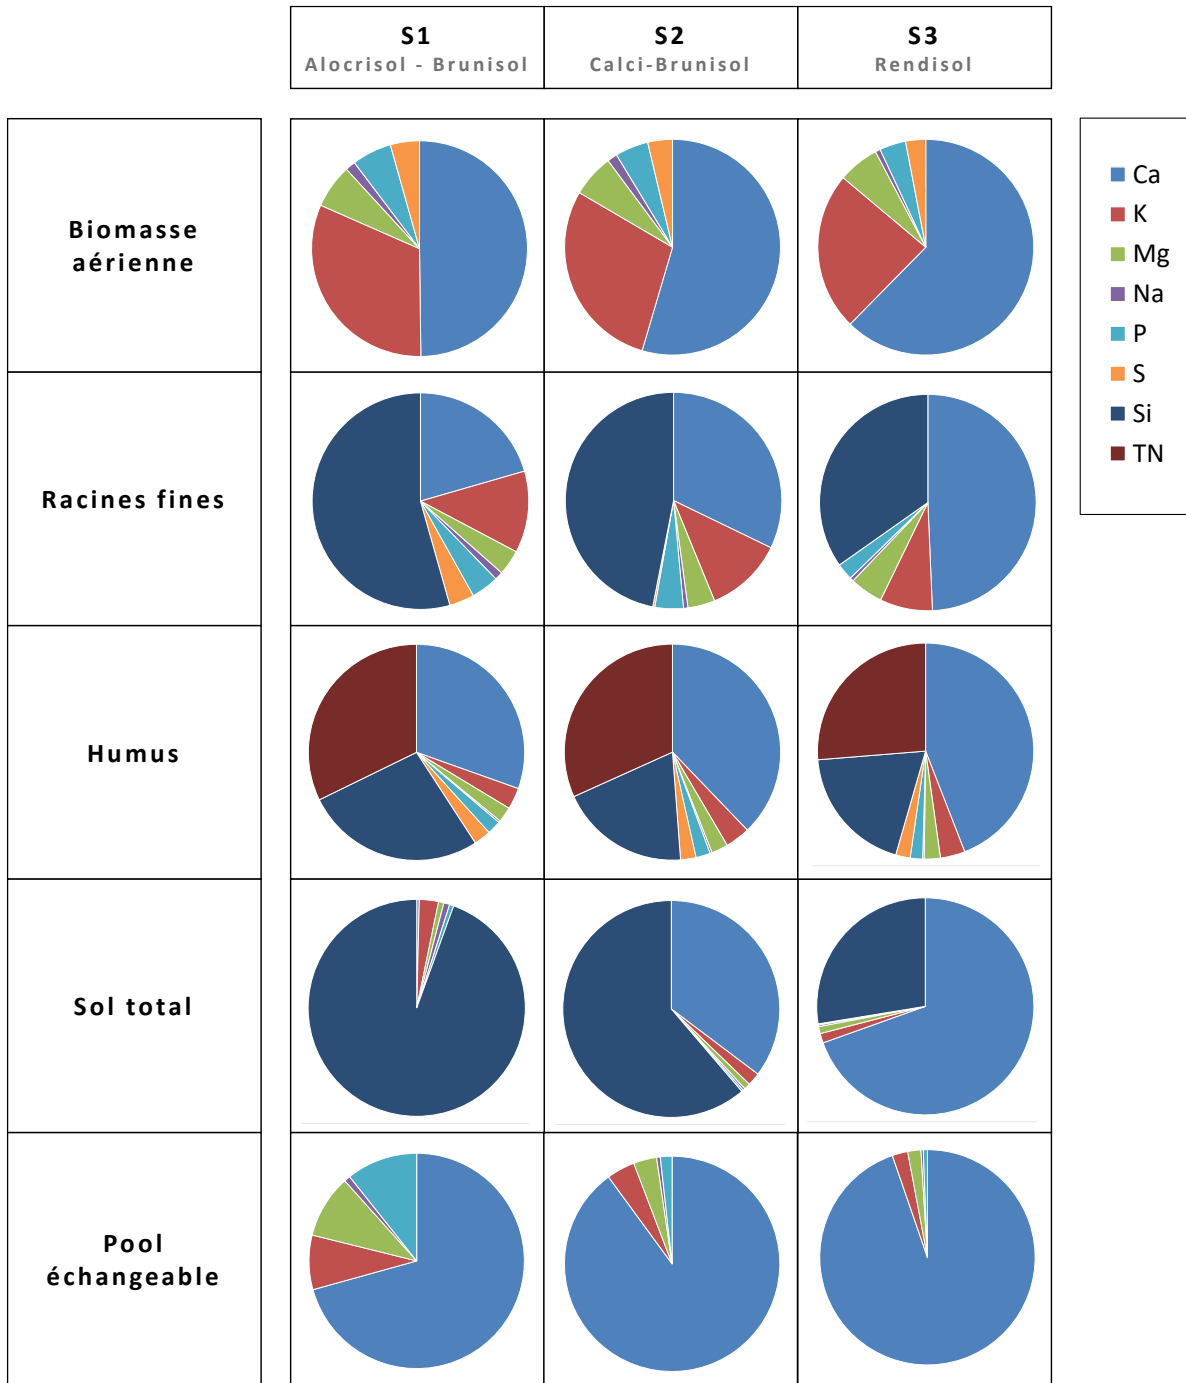 S1
Alocrisol - Brunisol
S2
Calci-Brunisol
S3
Rendisol
Biomasse
aérienne
Racines fines
Humus
Sol total
Pool
échangeable
Ca
K
Mg
Na
P
S
Si
TN